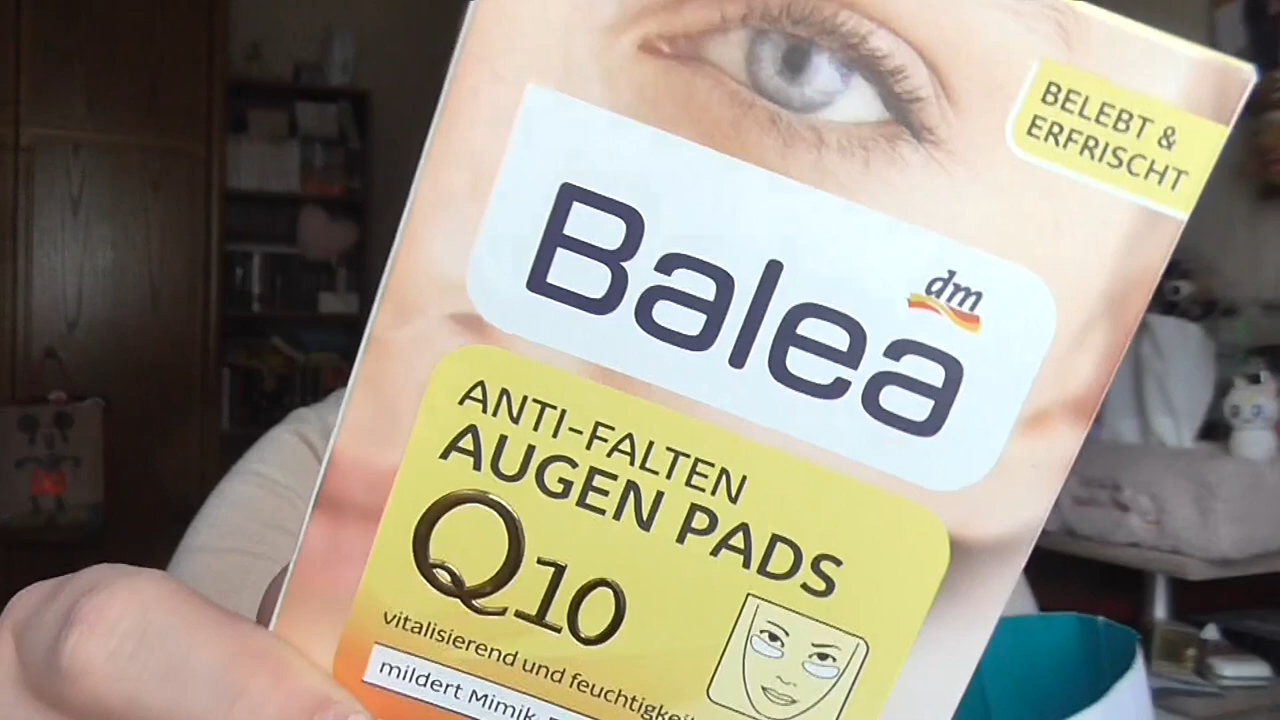 BELEBT &
ERFRISCHT
Balea
dm
ANTI-FALTEN
AUGEN PADS
Q10
vitalisierend und
mildert Mimik-